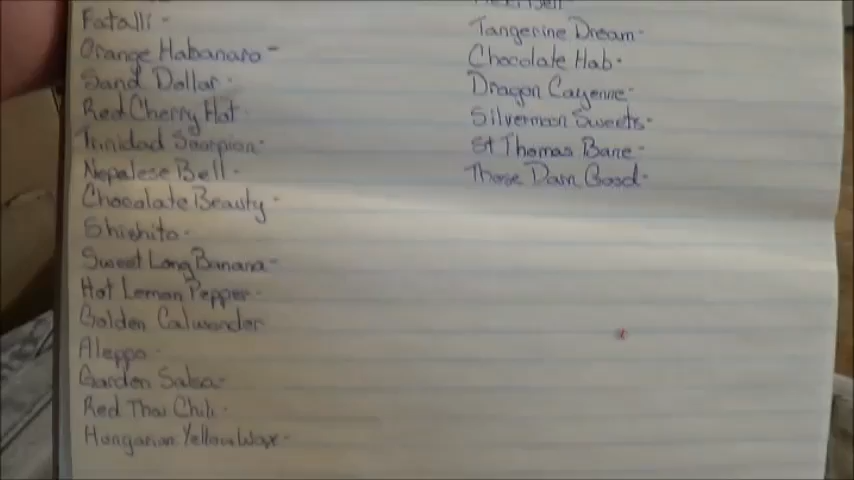 Fatalli -
Orange Habanaro -
Sand Dollar -
Red Cherry Hot -
Trinidad Scorpion -
Nepalese Bell -
Chocolate Beauty -
Shishito -
Sweet Long Banana -
Hot Lemon Pepper -
Golden Calwonder
Aleppo -
Garden Salsa -
Red Thai Chili -
Hungarian Yellow Wax -
Bell
Tangerine Dream -
Chocolate Hab -
Dragon Cayenne -
Silvermoon Sweets -
St Thomas Bane -
Those Darn Good -